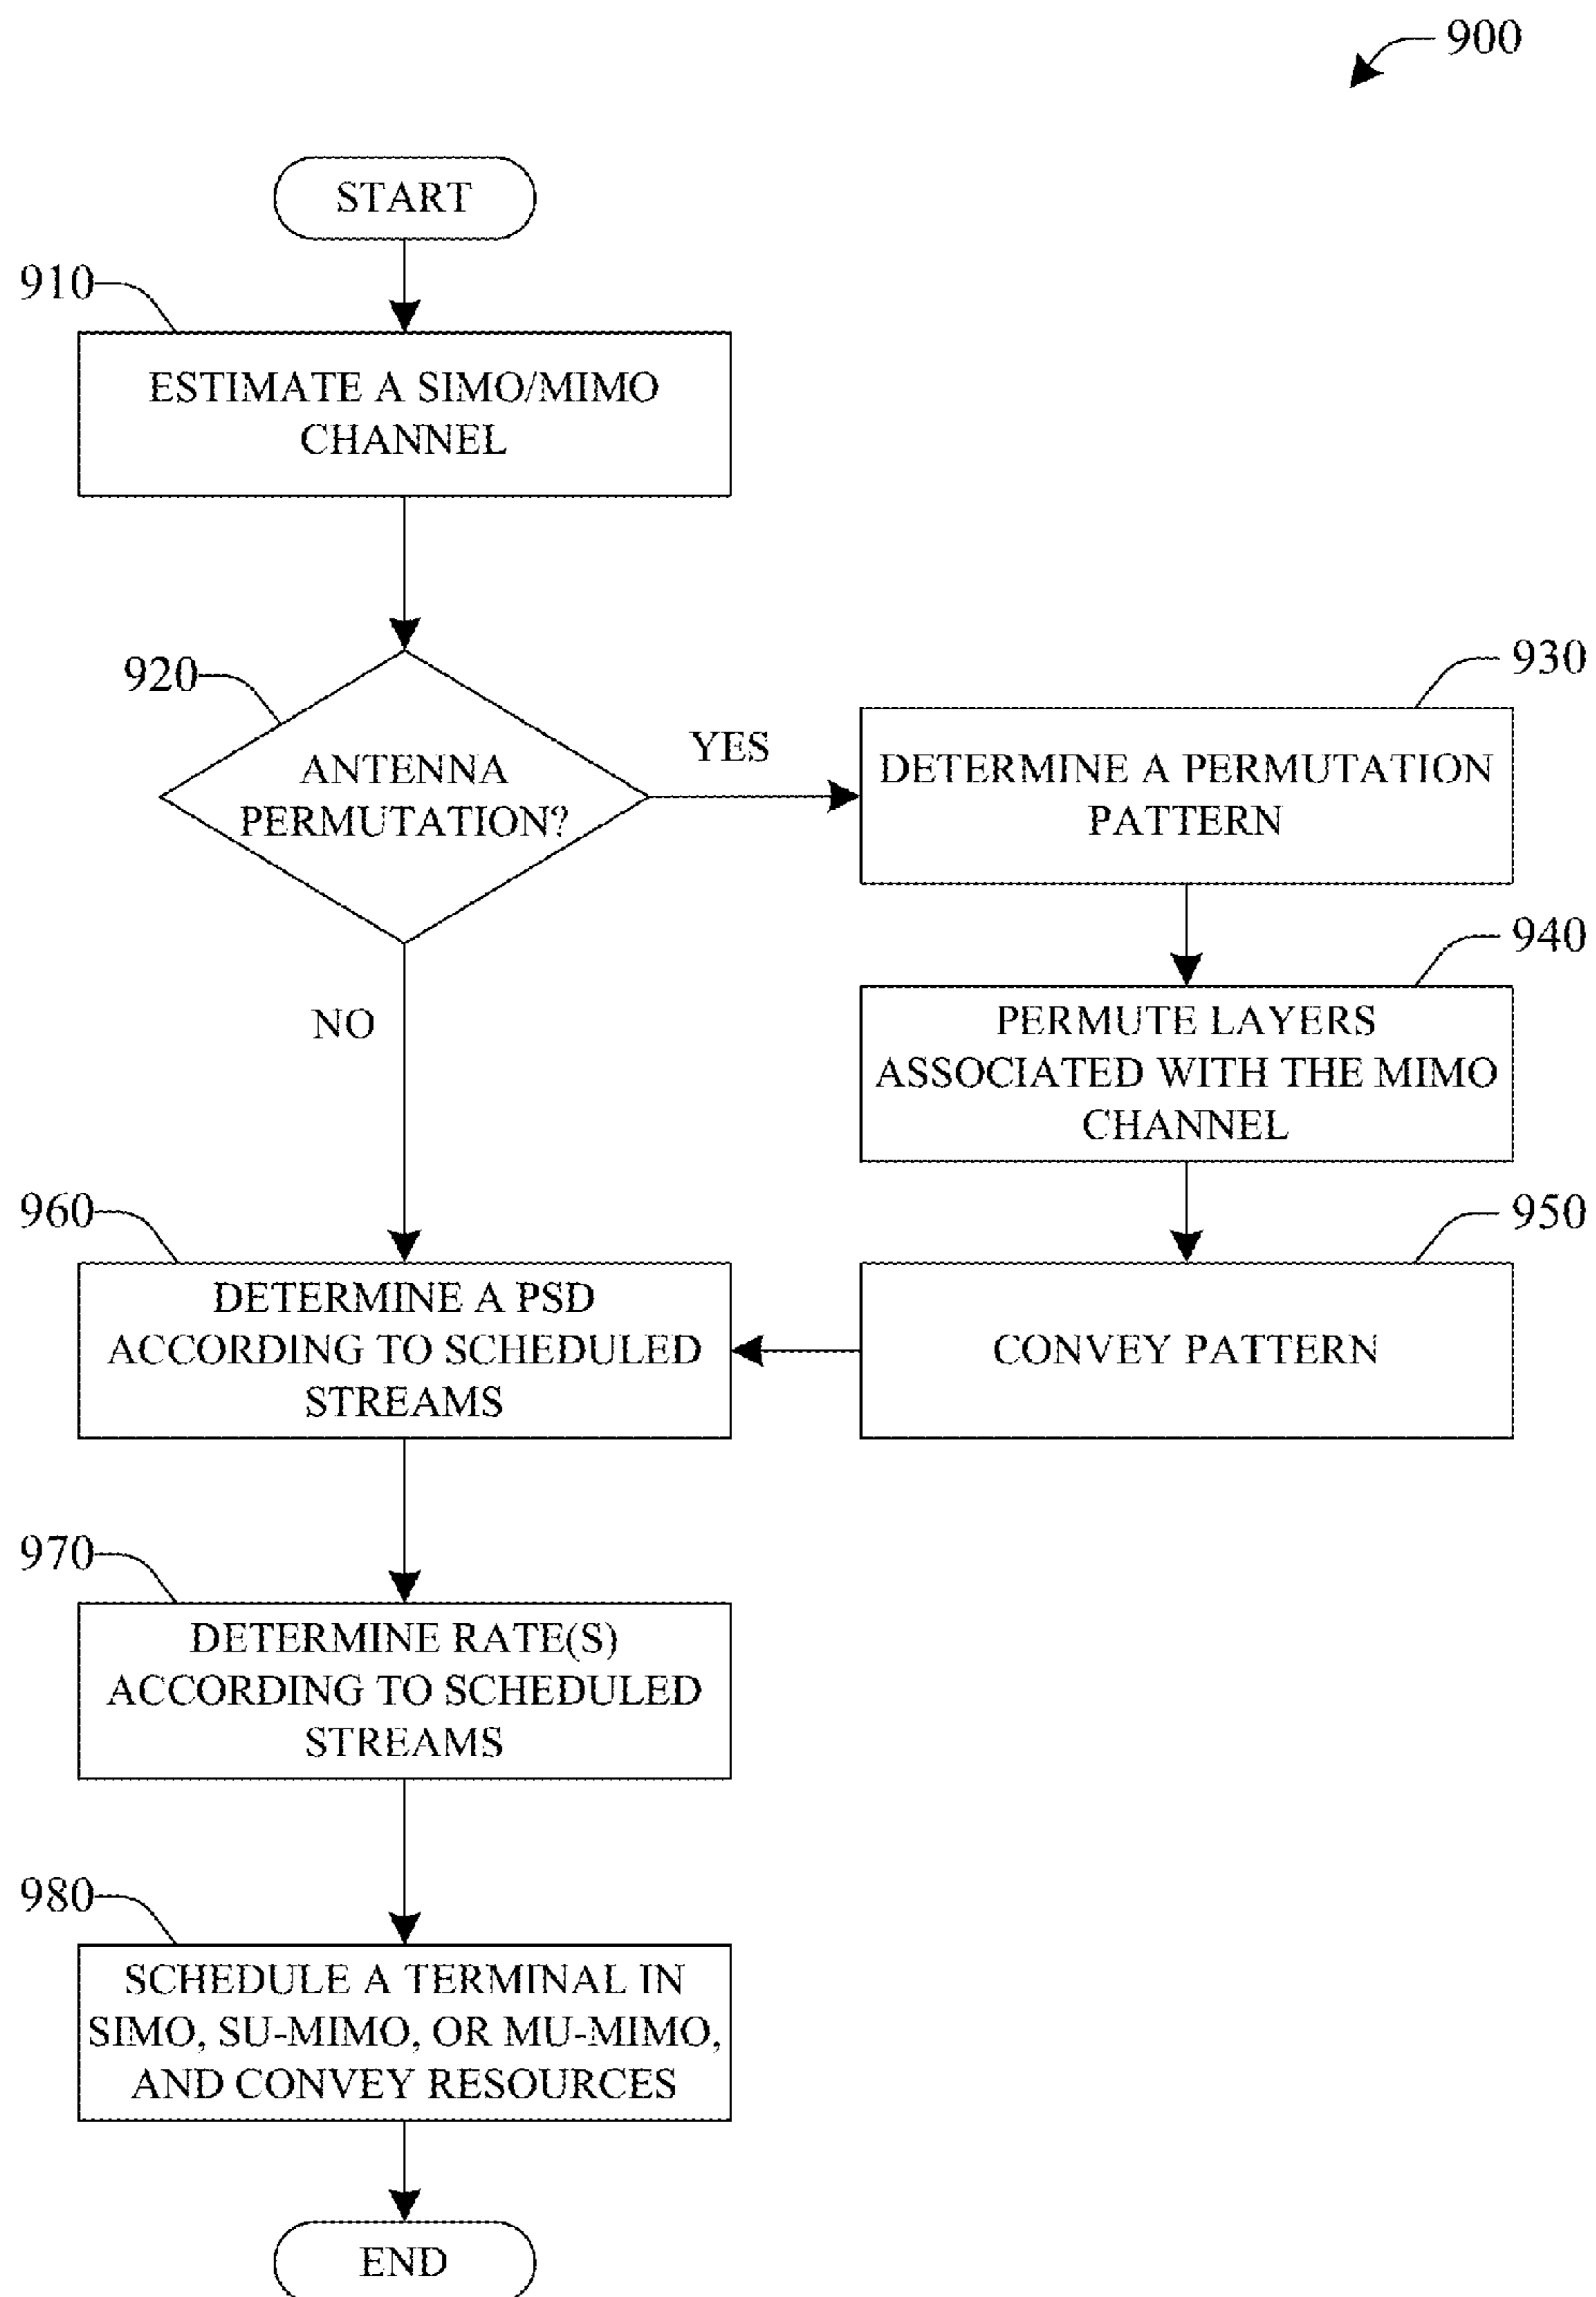 900
START
910
ESTIMATE A SIMO/MIMO
CHANNEL
920
ANTENNA
PERMUTATION?
YES
NO
930
DETERMINE A PERMUTATION
PATTERN
940
PERMUTE LAYERS
ASSOCIATED WITH THE MIMO
CHANNEL
950
CONVEY PATTERN
960
DETERMINE A PSD
ACCORDING TO SCHEDULED
STREAMS
970
DETERMINE RATE(S)
ACCORDING TO SCHEDULED
STREAMS
980
SCHEDULE A TERMINAL IN
SIMO, SU-MIMO, OR MU-MIMO,
AND CONVEY RESOURCES
END